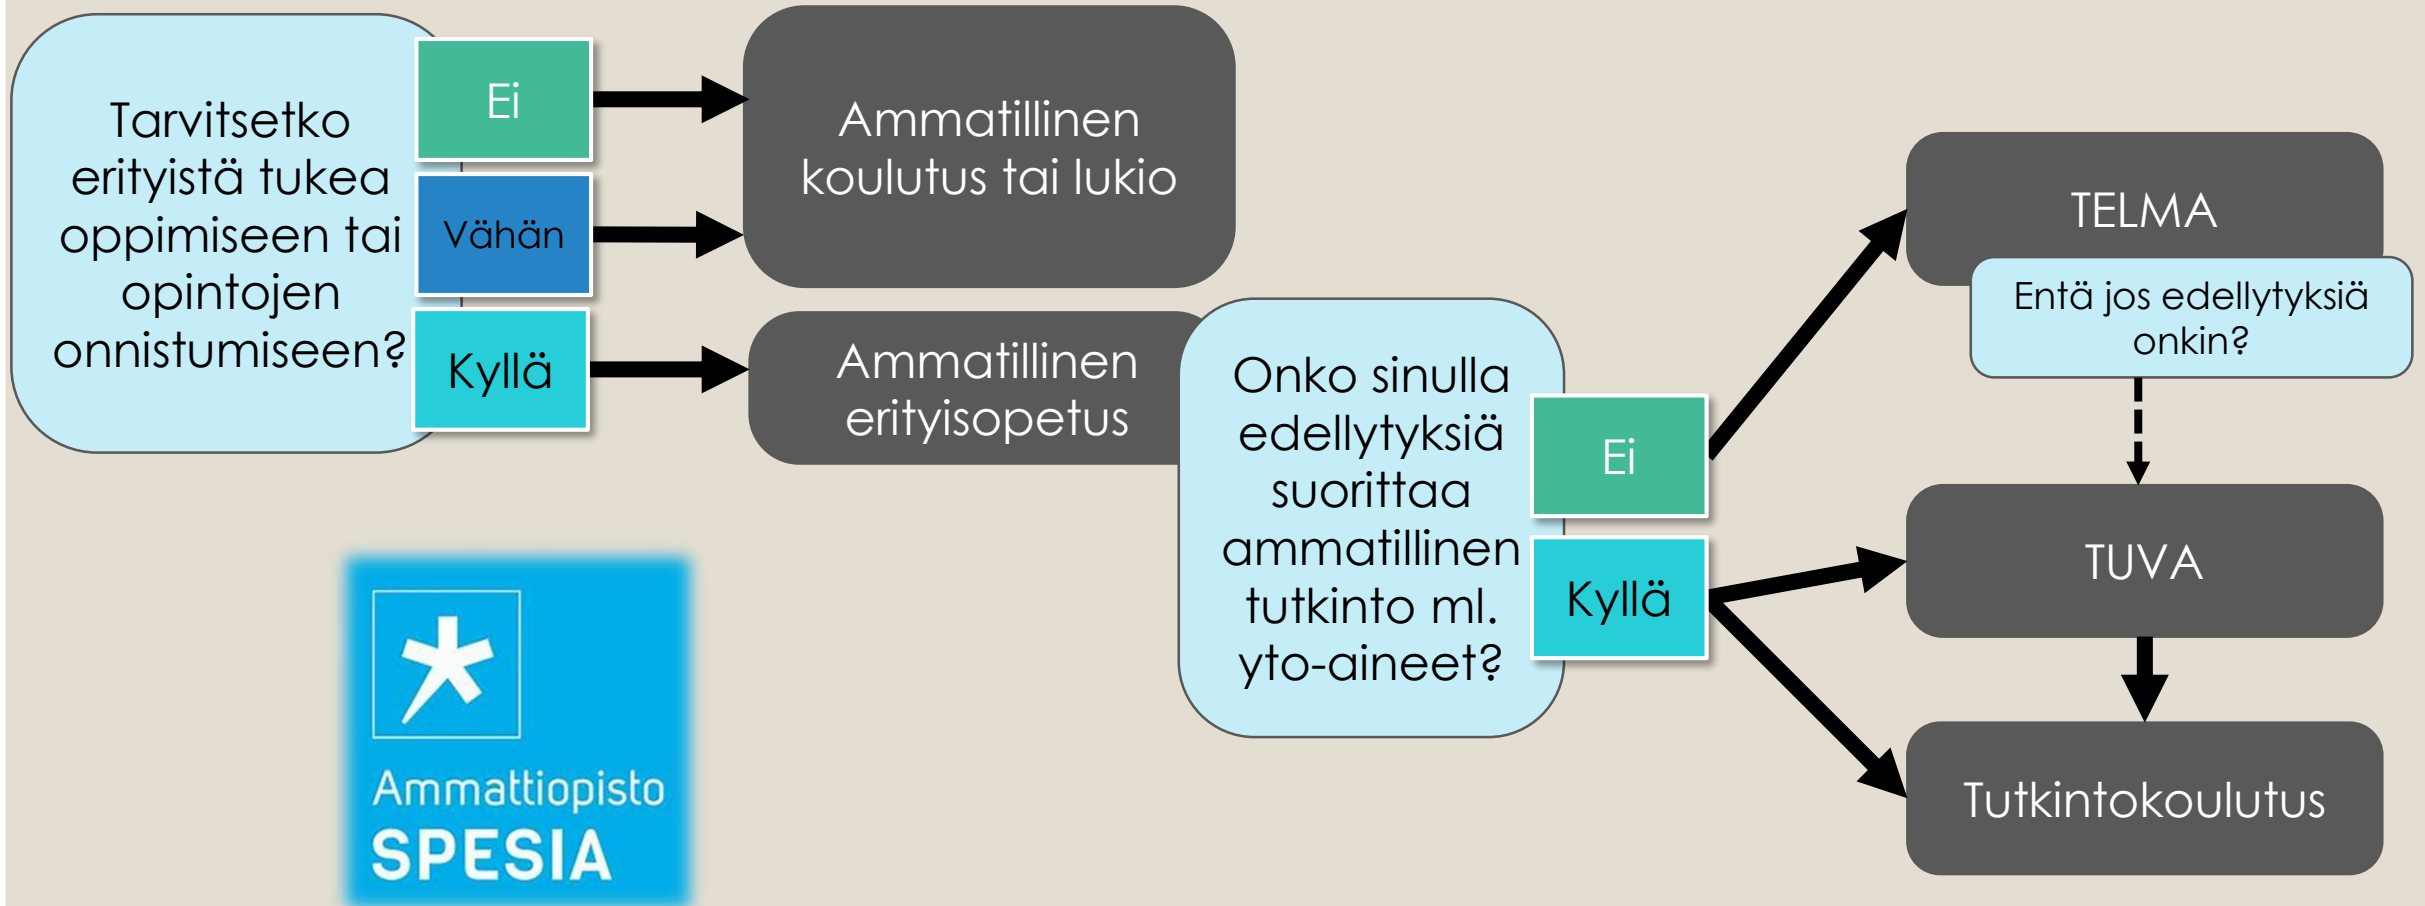 Tarvitsetko
erityistä tukea
oppimiseen tai
opintojen
onnistumiseen?
Ei
Vähän
Kyllä
Ammatillinen
koulutus tai lukio
Ammatillinen
erityisopetus
Onko sinulla
edellytyksiä
suorittaa
ammatillinen
tutkinto ml.
yto-aineet?
Ei
Kyllä
TELMA
Entä jos edellytyksiä
onkin?
TUVA
Tutkintokoulutus
Ammattiopisto
SPESIA